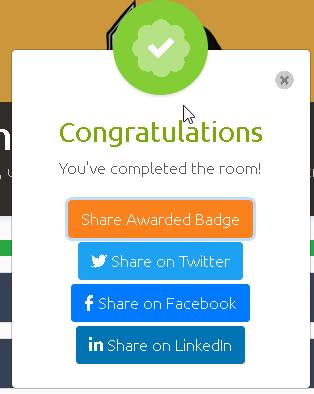 Congratulations
You've completed the room!
Share Awarded Badge
Share on Twitter
Share on Facebook
Share on LinkedIn